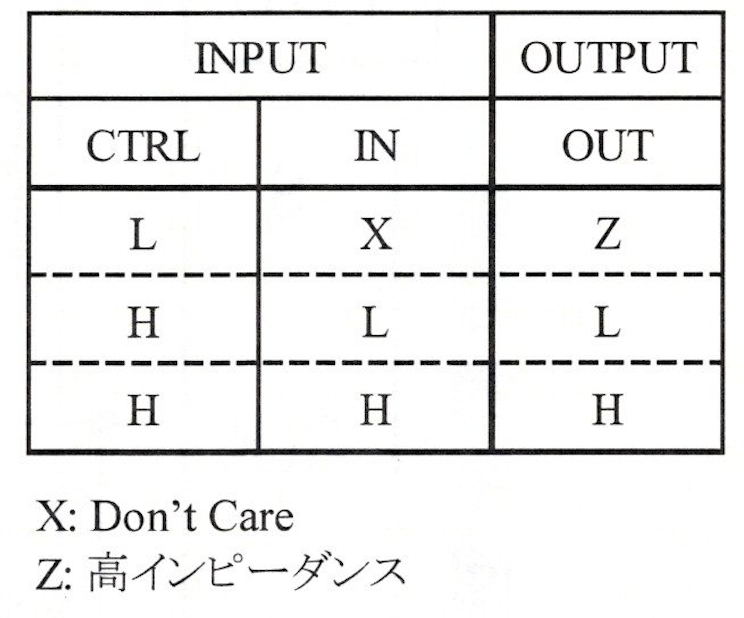 INPUT OUTPUT
CTRL IN OUT
L X Z
H L L
H H H
X: Don't Care
Z: 高インピーダンス